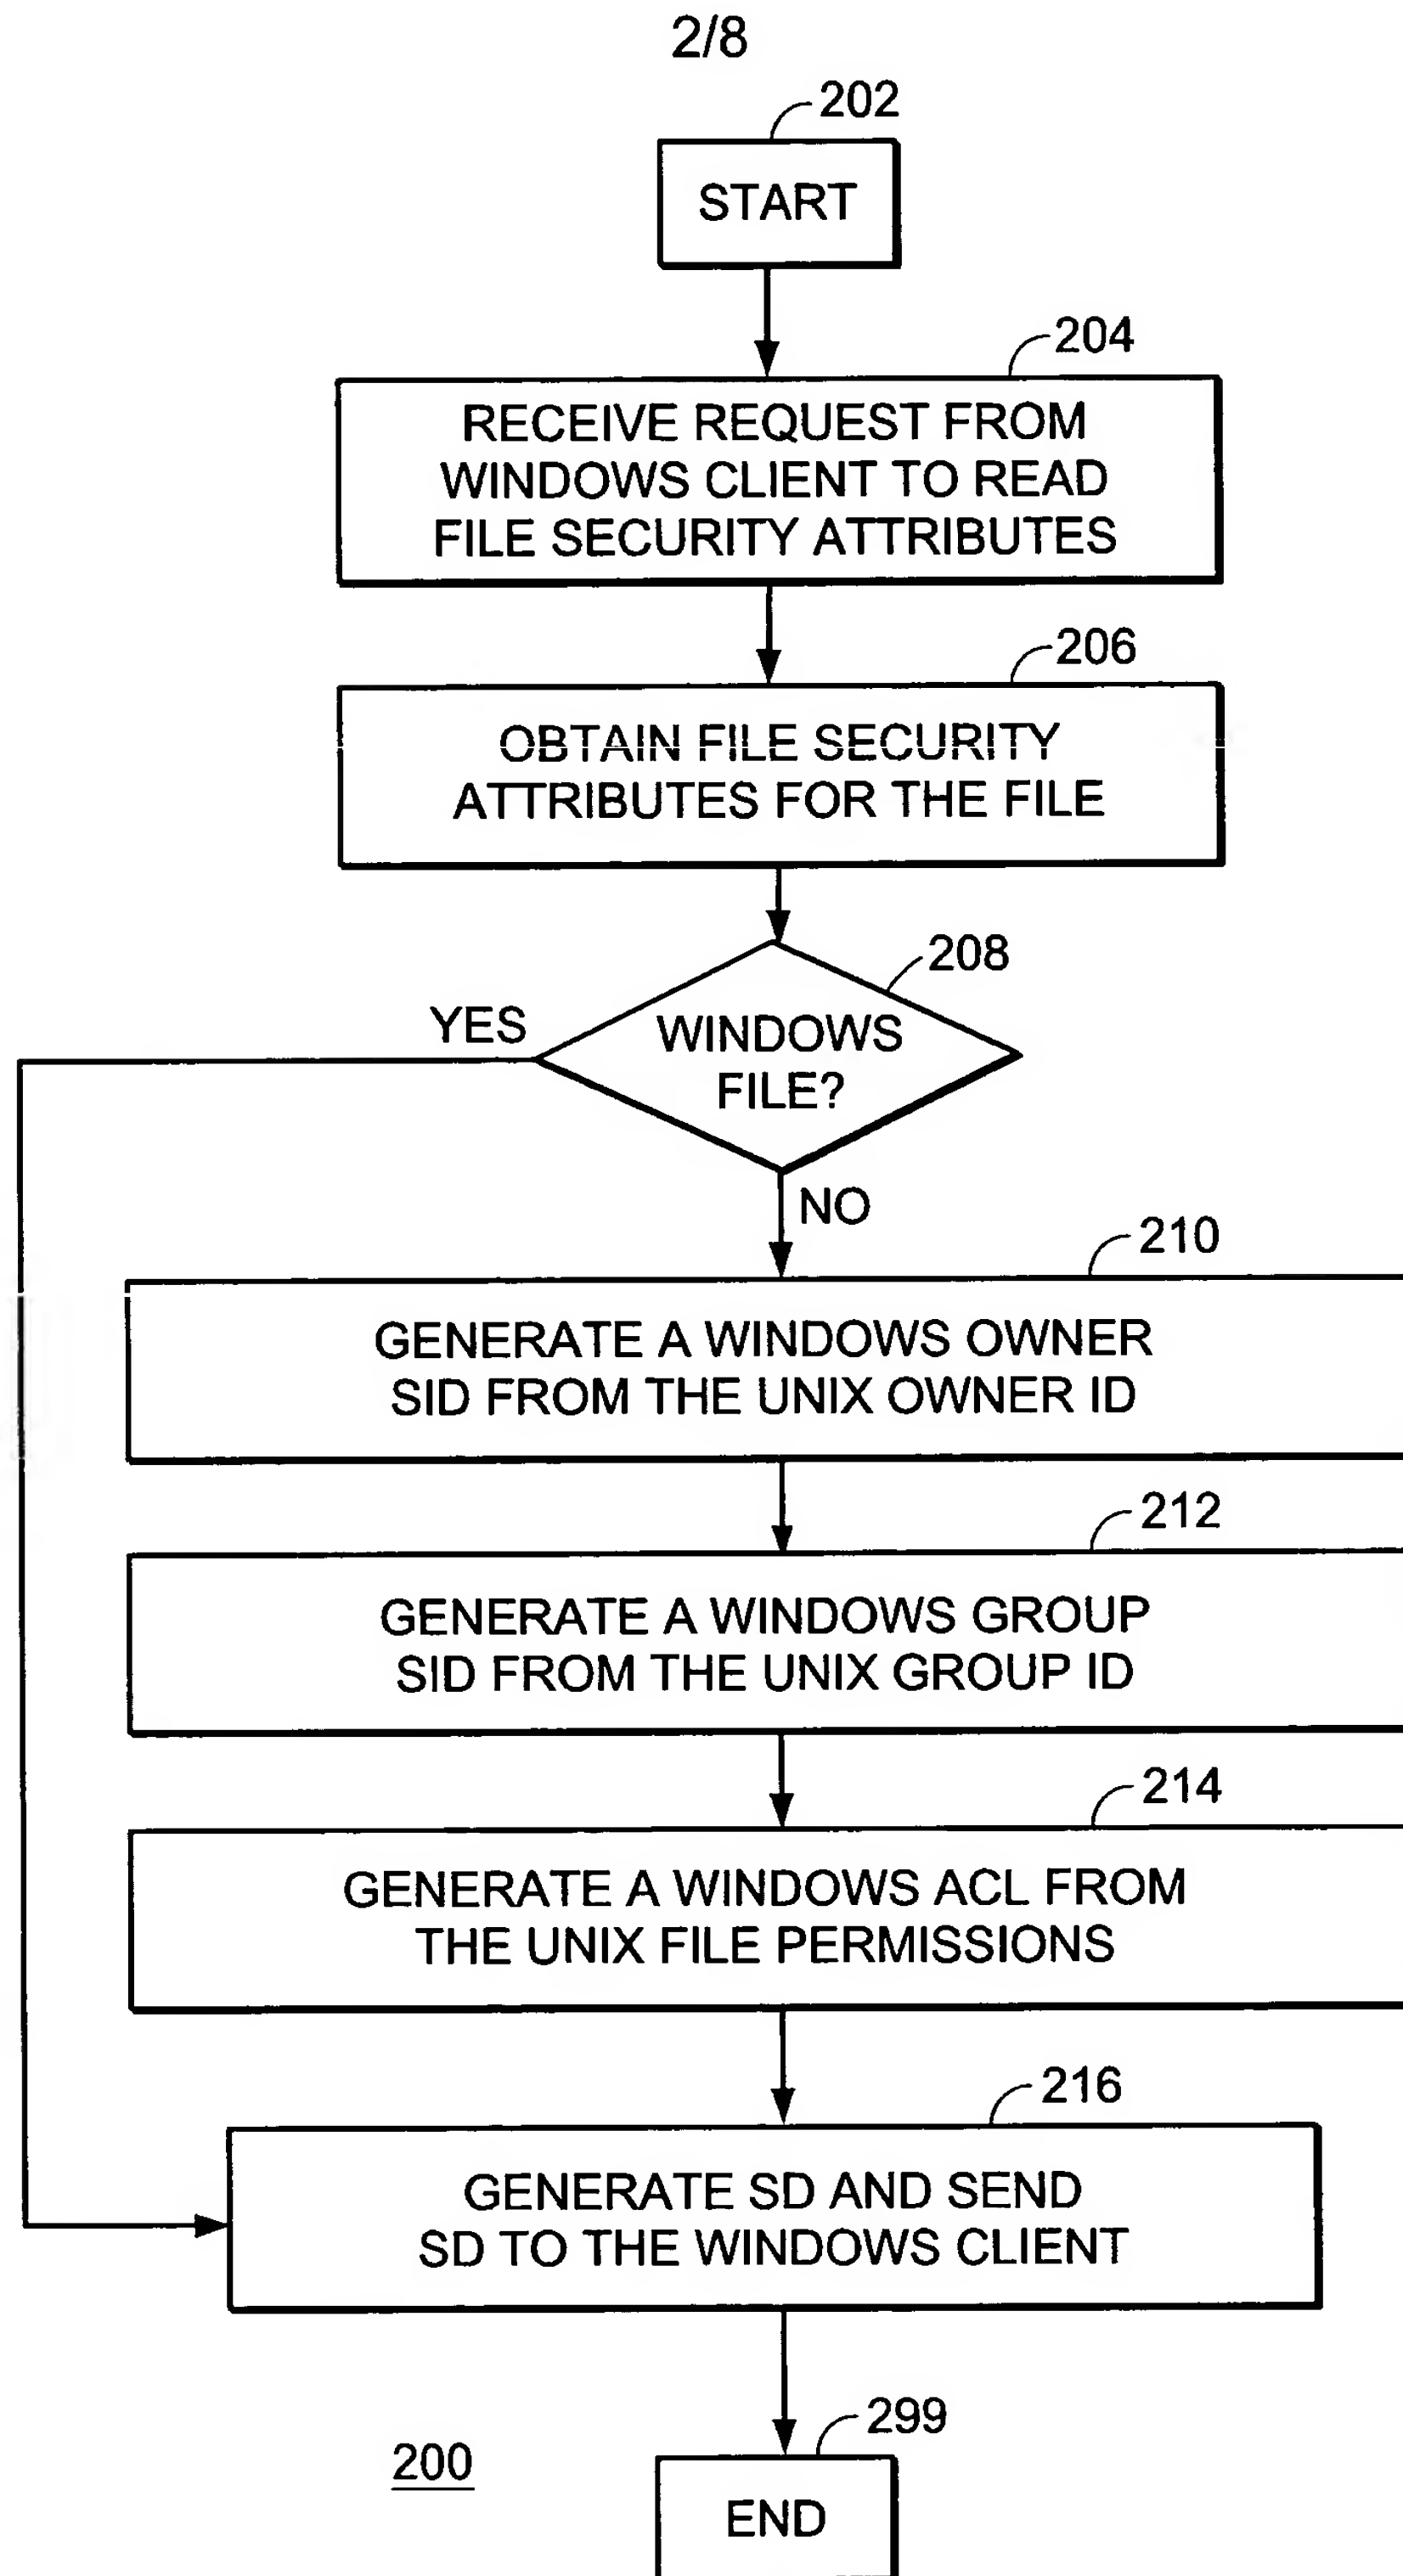 2/8
202
START
204
RECEIVE REQUEST FROM
WINDOWS CLIENT TO READ
FILE SECURITY ATTRIBUTES
206
OBTAIN FILE SECURITY
ATTRIBUTES FOR THE FILE
208
YES
WINDOWS
FILE?
NO
210
GENERATE A WINDOWS OWNER
SID FROM THE UNIX OWNER ID
212
GENERATE A WINDOWS GROUP
SID FROM THE UNIX GROUP ID
214
GENERATE A WINDOWS ACL FROM
THE UNIX FILE PERMISSIONS
216
GENERATE SD AND SEND
SD TO THE WINDOWS CLIENT
299
200
END